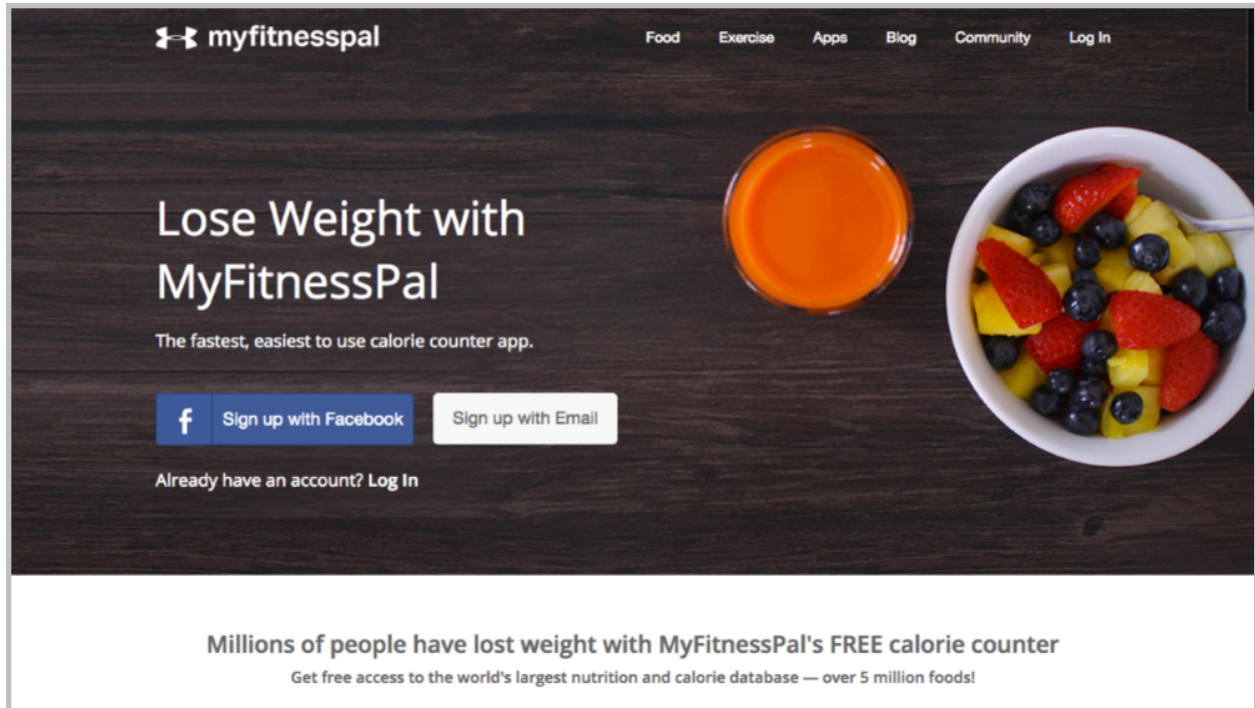 myfitnesspal
Food Exercise Apps Blog Community Log In
Lose Weight with
MyFitnessPal
The fastest, easiest to use calorie counter app.
f Sign up with Facebook Sign up with Email
Already have an account? Log In
Millions of people have lost weight with MyFitnessPal's FREE calorie counter
Get free access to the world's largest nutrition and calorie database — over 5 million foods!